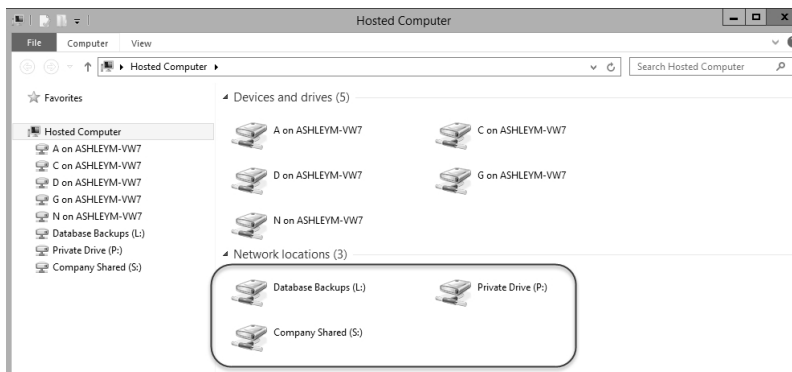 Hosted Computer
File Computer View
Hosted Computer
Search Hosted Computer
Favorites
Hosted Computer
A on ASHLEYM-VW7
C on ASHLEYM-VW7
D on ASHLEYM-VW7
G on ASHLEYM-VW7
N on ASHLEYM-VW7
Database Backups (L:)
Private Drive (P:)
Company Shared (S:)
Devices and drives (5)
A on ASHLEYM-VW7 C on ASHLEYM-VW7
D on ASHLEYM-VW7 G on ASHLEYM-VW7
N on ASHLEYM-VW7
Network locations (3)
Database Backups (L:) Private Drive (P:)
Company Shared (S:)